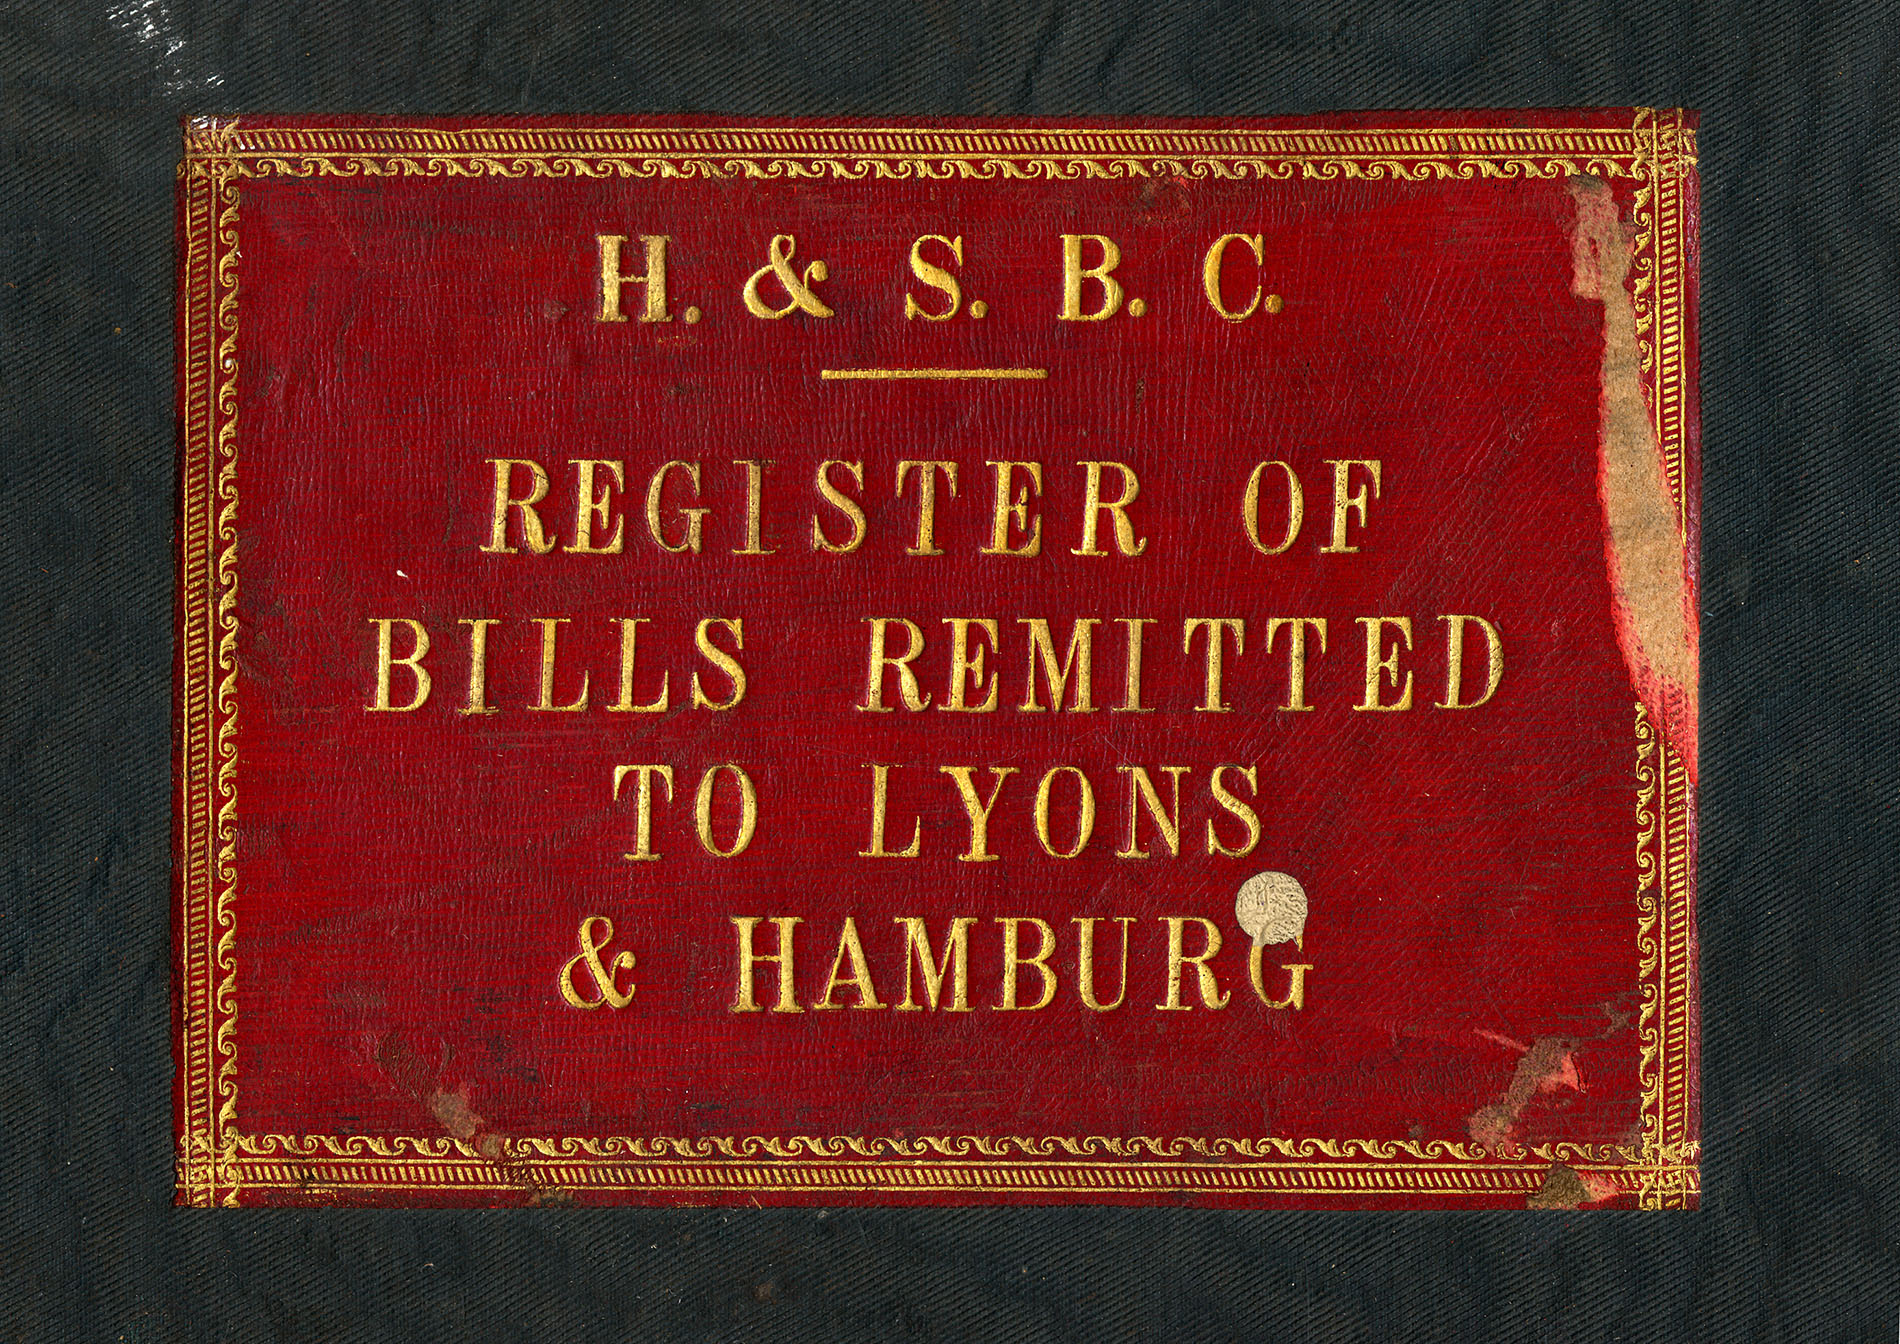 H. & S. B. C.
REGISTER OF
BILLS REMITTED
TO LYONS
& HAMBURG